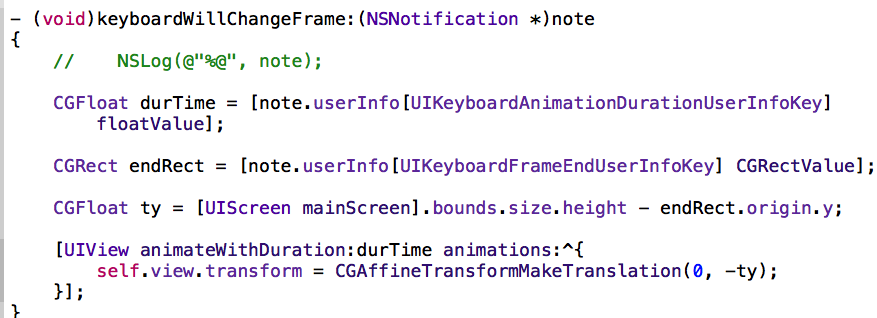 - (void)keyboardWillChangeFrame:(NSNotification *)note
{
    //    NSLog(@"%@", note);

    CGFloat durTime = [note.userInfo[UIKeyboardAnimationDurationUserInfoKey]
        floatValue];

    CGRect endRect = [note.userInfo[UIKeyboardFrameEndUserInfoKey] CGRectValue];

    CGFloat ty = [UIScreen mainScreen].bounds.size.height - endRect.origin.y;

    [UIView animateWithDuration:durTime animations:^{
        self.view.transform = CGAffineTransformMakeTranslation(0, -ty);
    }];
}